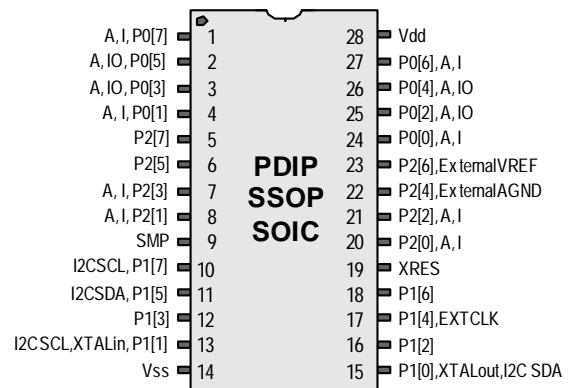 A, I, P0[7] 1 28 Vdd
A, IO, P0[5] 2 27 P0[6], A, I
A, IO, P0[3] 3 26 P0[4], A, IO
A, I, P0[1] 4 25 P0[2], A, IO
P2[7] 5 24 P0[0], A, I
P2[5] 6 PDIP 23 P2[6], External VREF
A, I, P2[3] 7 SSOP 22 P2[4], External AGND
A, I, P2[1] 8 SOIC 21 P2[2], A, I
SMP 9 20 P2[0], A, I
I2CSCL, P1[7] 10 19 XRES
I2CSDA, P1[5] 11 18 P1[6]
P1[3] 12 17 P1[4], EXTCLK
I2CSCL, XTALin, P1[1] 13 16 P1[2]
Vss 14 15 P1[0], XTALout, I2CSDA